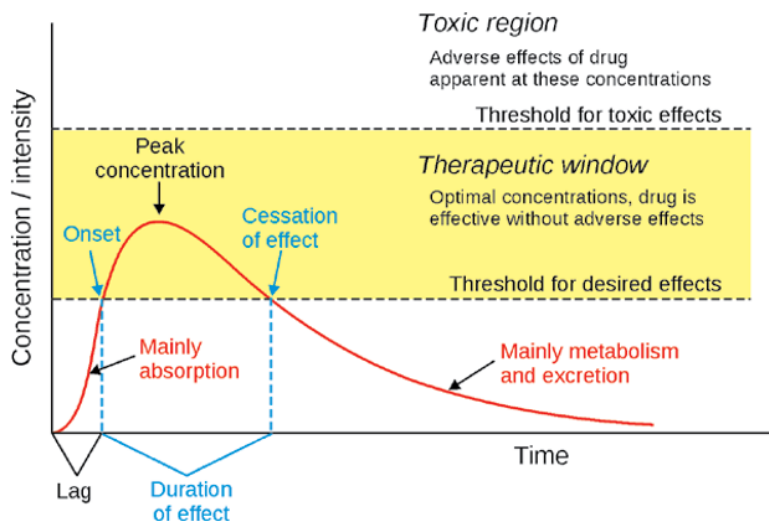 Toxic region
Adverse effects of drug
apparent at these concentrations
Threshold for toxic effects
Peak
concentration
Therapeutic window
Optimal concentrations, drug is
effective without adverse effects
Onset
Cessation
of effect
Threshold for desired effects
Concentration / intensity
Mainly
absorption
Mainly metabolism
and excretion
Time
Lag
Duration
of effect